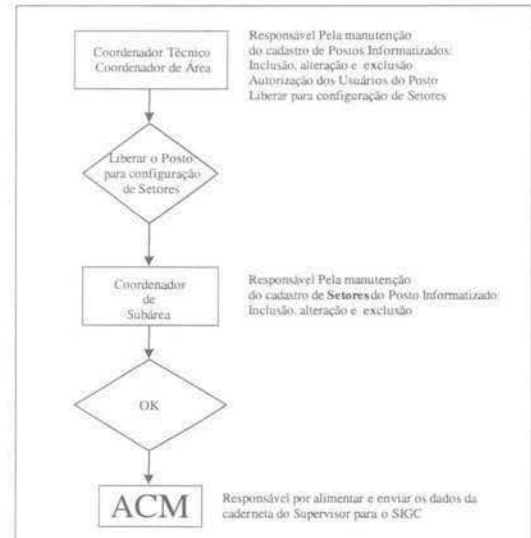 Coordenador Técnico
Coordenador de Área
Responsável Pela manutenção
do cadastro de Postos Informatizados:
Inclusão, alteração e exclusão
Autorização dos Usuários do Posto
Liberar para configuração de Setores
Liberar o Posto
para configuração
de Setores
Coordenador
de
Subárea
Responsável Pela manutenção
do cadastro de Setores do Posto Informatizado:
Inclusão, alteração e exclusão
OK
ACM
Responsável por alimentar e enviar os dados da
caderneta do Supervisor para o SIGC